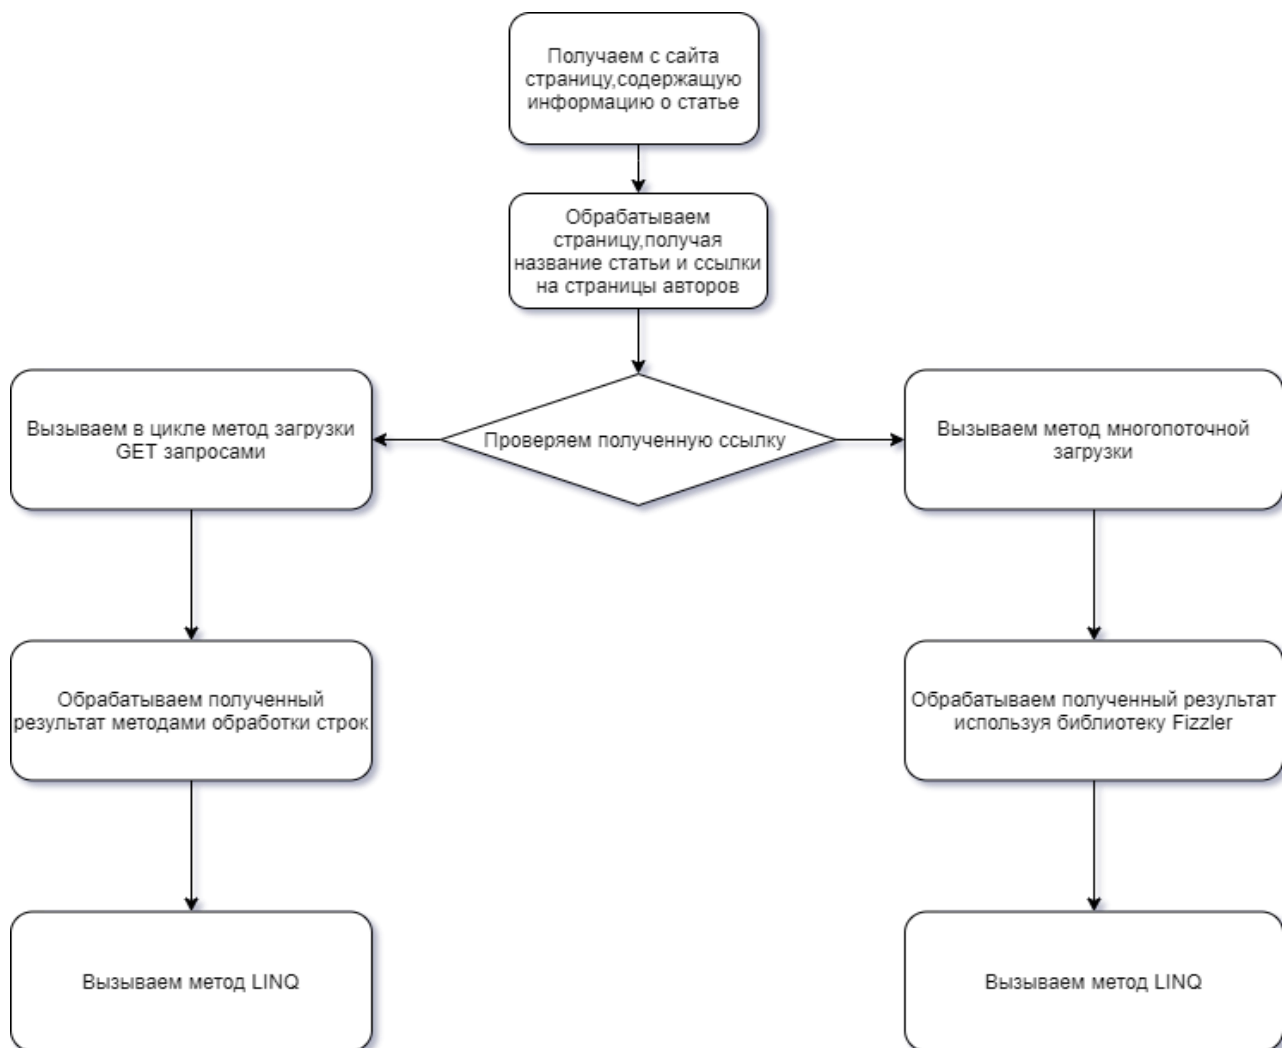 Получаем с сайта
страницу,содержащую
информацию о статье
Обрабатываем
страницу,получая
название статьи и ссылки
на страницы авторов
Вызываем в цикле метод загрузки
GET запросами
Проверяем полученную ссылку
Вызываем метод многопоточной
загрузки
Обрабатываем полученный
результат методами обработки строк
Обрабатываем полученный результат
используя библиотеку Fizzler
Вызываем метод LINQ
Вызываем метод LINQ